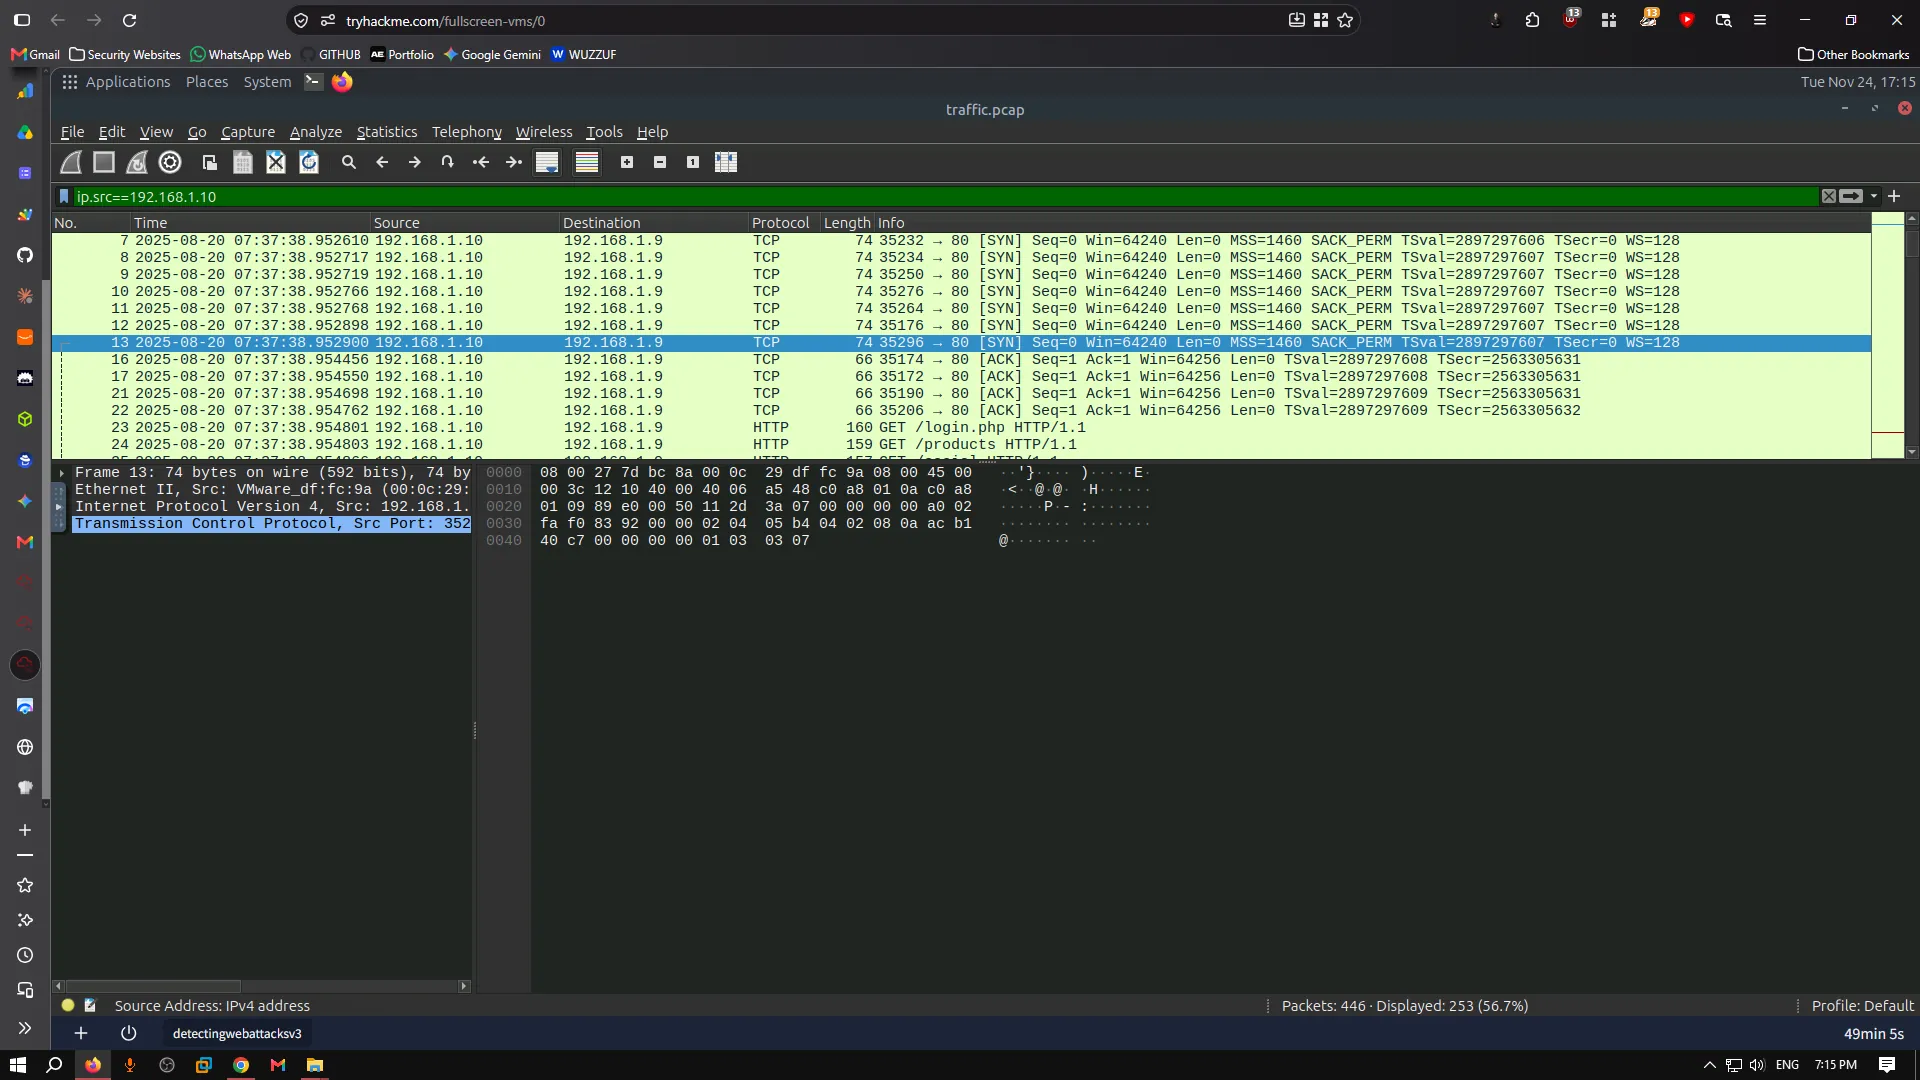 tryhackme.com/fullscreen-vms/0
13
13
Gmail Security Websites WhatsApp Web GITHUB AE Portfolio Google Gemini W WUZZUF Other Bookmarks
Applications Places System Tue Nov 24, 17:15
traffic.pcap
File Edit View Go Capture Analyze Statistics Telephony Wireless Tools Help
ip.src==192.168.1.10
No. Time Source Destination Protocol Length Info
7 2025-08-20 07:37:38.952610 192.168.1.10 192.168.1.9 TCP 74 35232 → 80 [SYN] Seq=0 Win=64240 Len=0 MSS=1460 SACK_PERM TSval=2897297606 TSecr=0 WS=128
8 2025-08-20 07:37:38.952717 192.168.1.10 192.168.1.9 TCP 74 35234 → 80 [SYN] Seq=0 Win=64240 Len=0 MSS=1460 SACK_PERM TSval=2897297607 TSecr=0 WS=128
9 2025-08-20 07:37:38.952719 192.168.1.10 192.168.1.9 TCP 74 35250 → 80 [SYN] Seq=0 Win=64240 Len=0 MSS=1460 SACK_PERM TSval=2897297607 TSecr=0 WS=128
10 2025-08-20 07:37:38.952766 192.168.1.10 192.168.1.9 TCP 74 35276 → 80 [SYN] Seq=0 Win=64240 Len=0 MSS=1460 SACK_PERM TSval=2897297607 TSecr=0 WS=128
11 2025-08-20 07:37:38.952768 192.168.1.10 192.168.1.9 TCP 74 35264 → 80 [SYN] Seq=0 Win=64240 Len=0 MSS=1460 SACK_PERM TSval=2897297607 TSecr=0 WS=128
12 2025-08-20 07:37:38.952898 192.168.1.10 192.168.1.9 TCP 74 35176 → 80 [SYN] Seq=0 Win=64240 Len=0 MSS=1460 SACK_PERM TSval=2897297607 TSecr=0 WS=128
13 2025-08-20 07:37:38.952900 192.168.1.10 192.168.1.9 TCP 74 35296 → 80 [SYN] Seq=0 Win=64240 Len=0 MSS=1460 SACK_PERM TSval=2897297607 TSecr=0 WS=128
16 2025-08-20 07:37:38.954456 192.168.1.10 192.168.1.9 TCP 66 35174 → 80 [ACK] Seq=1 Ack=1 Win=64256 Len=0 TSval=2897297608 TSecr=2563305631
17 2025-08-20 07:37:38.954550 192.168.1.10 192.168.1.9 TCP 66 35172 → 80 [ACK] Seq=1 Ack=1 Win=64256 Len=0 TSval=2897297608 TSecr=2563305631
21 2025-08-20 07:37:38.954698 192.168.1.10 192.168.1.9 TCP 66 35190 → 80 [ACK] Seq=1 Ack=1 Win=64256 Len=0 TSval=2897297609 TSecr=2563305631
22 2025-08-20 07:37:38.954762 192.168.1.10 192.168.1.9 TCP 66 35206 → 80 [ACK] Seq=1 Ack=1 Win=64256 Len=0 TSval=2897297609 TSecr=2563305632
23 2025-08-20 07:37:38.954801 192.168.1.10 192.168.1.9 HTTP 160 GET /login.php HTTP/1.1
24 2025-08-20 07:37:38.954803 192.168.1.10 192.168.1.9 HTTP 159 GET /products HTTP/1.1
Frame 13: 74 bytes on wire (592 bits), 74 by
Ethernet II, Src: VMware_df:fc:9a (00:0c:29:
Internet Protocol Version 4, Src: 192.168.1.
Transmission Control Protocol, Src Port: 352
0000 08 00 27 7d bc 8a 00 0c 29 df fc 9a 08 00 45 00 ··'}···· )·····E·
0010 00 3c 12 10 40 00 40 06 a5 48 c0 a8 01 0a c0 a8 ·<··@·@· ·H······
0020 01 09 89 e0 00 50 11 2d 3a 07 00 00 00 00 a0 02 ·····P·- :·······
0030 fa f0 83 92 00 00 02 04 05 b4 04 02 08 0a ac b1 ········ ········
0040 40 c7 00 00 00 00 01 03 03 07 @······· ··
Source Address: IPv4 address Packets: 446 · Displayed: 253 (56.7%) Profile: Default
detectingwebattacksv3 49min 5s
ENG 7:15 PM